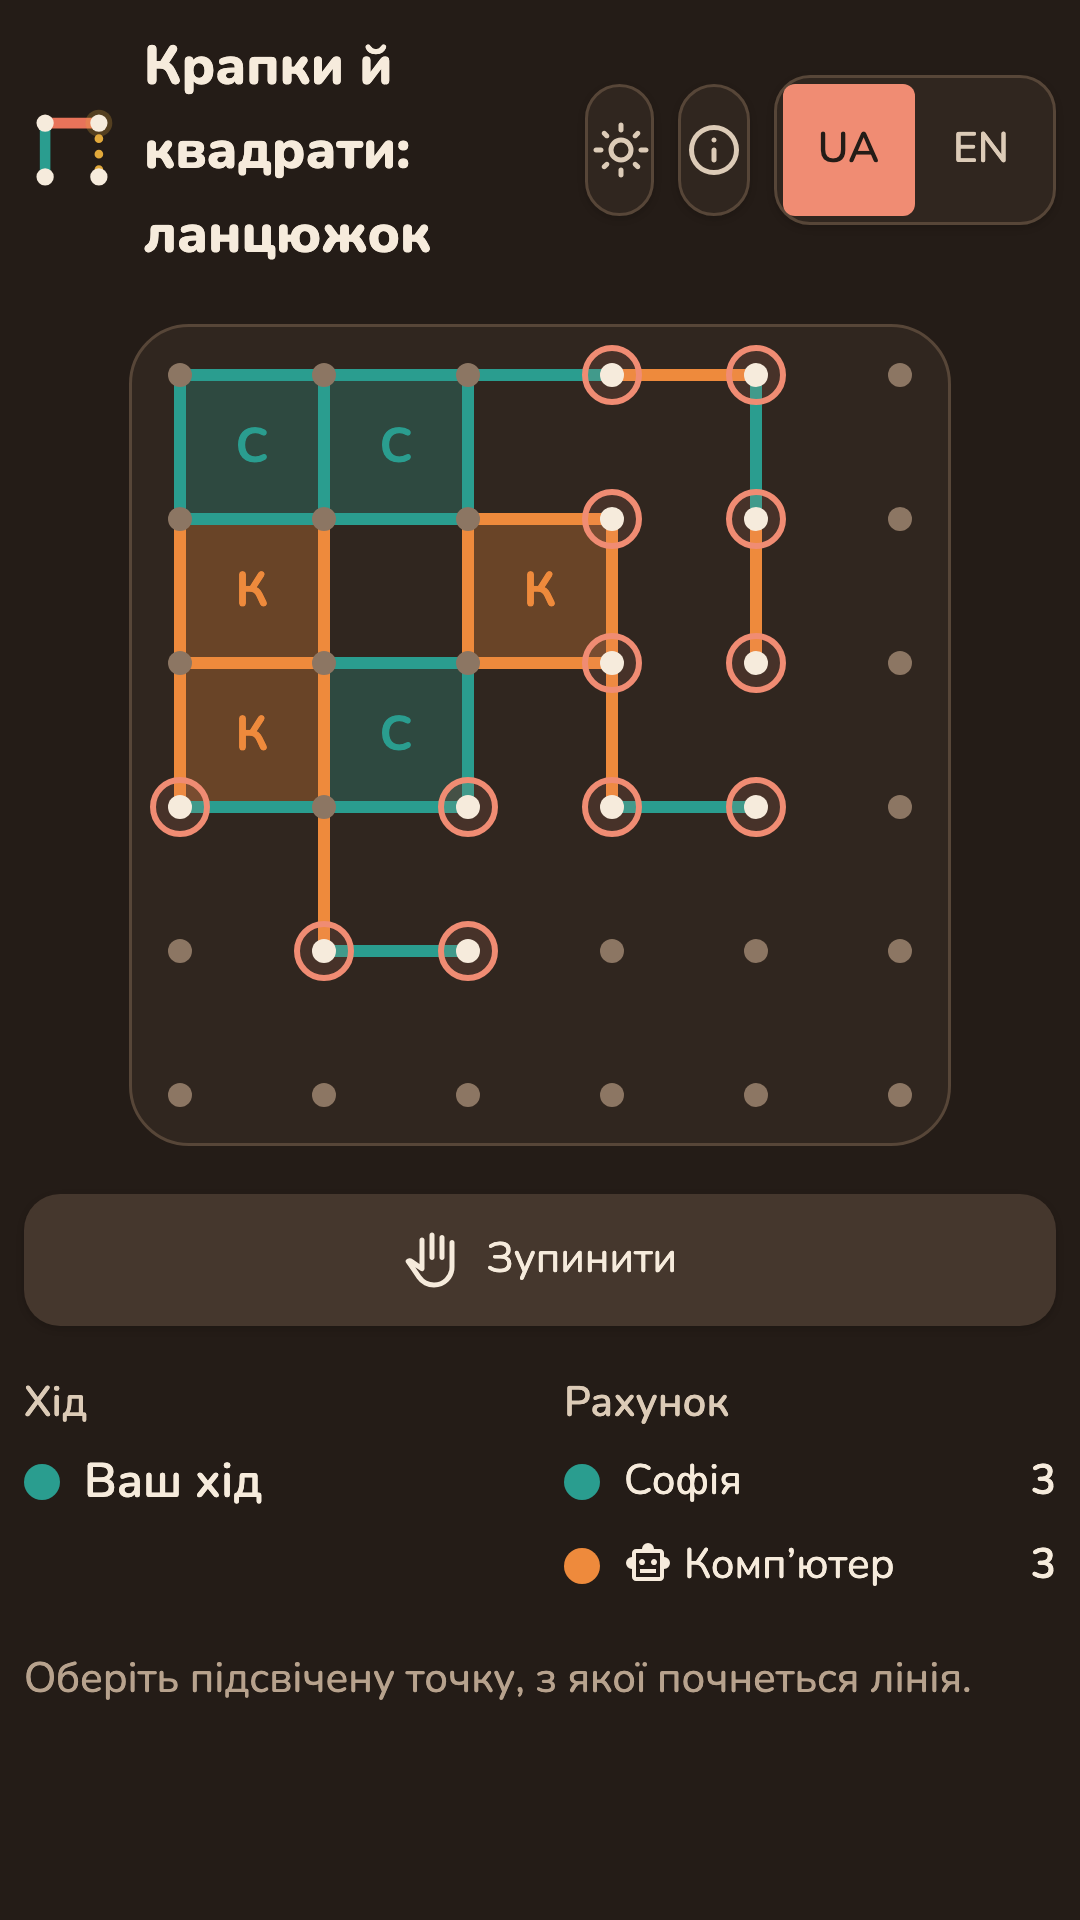 Крапки й
квадрати:
ланцюжок
UA
EN
С
С
К
К
К
С
Зупинити
Хід
Рахунок
Ваш хід
Софія
3
Комп’ютер
3
Оберіть підсвічену точку, з якої почнеться лінія.